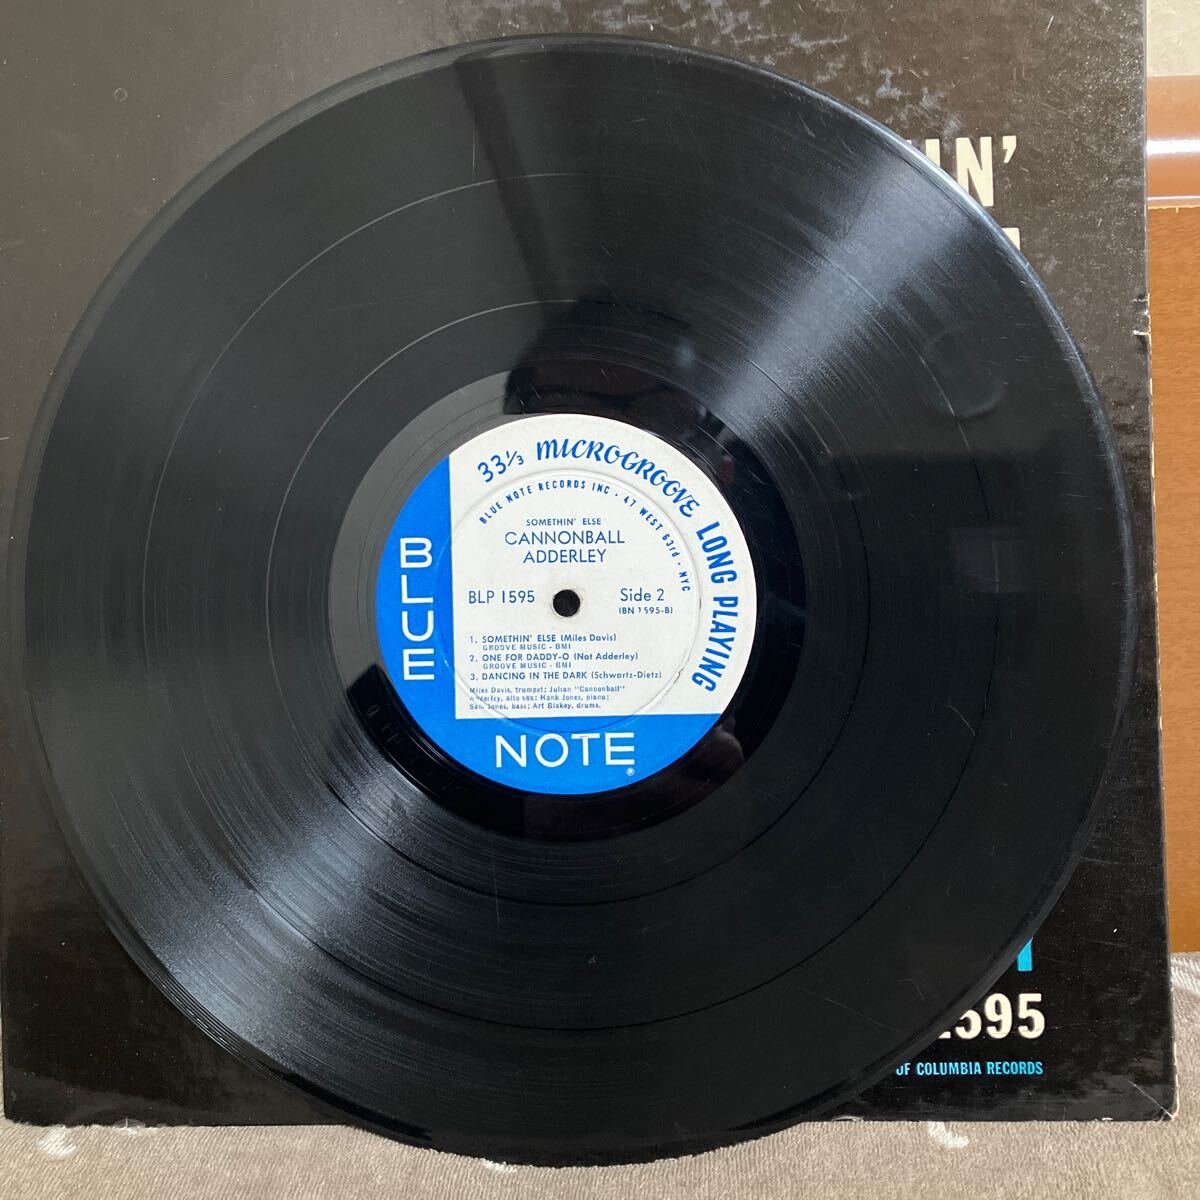 IN'
33⅓ MICROGROOVE LONG PLAYING
BLUE NOTE RECORDS INC · 47 WEST 63rd · NYC
SOMETHIN' ELSE
CANNONBALL
ADDERLEY
BLP 1595 Side 2
(BN 1595-B)
1. SOMETHIN' ELSE (Miles Davis)
GROOVE MUSIC - BMI
2. ONE FOR DADDY-O (Nat Adderley)
GROOVE MUSIC - BMI
3. DANCING IN THE DARK (Schwartz-Dietz)
Miles Davis, trumpet; Julian "Cannonball"
Adderley, alto sax; Hank Jones, piano;
Sam Jones, bass; Art Blakey, drums.
BLUE
NOTE
®
1595
OF COLUMBIA RECORDS